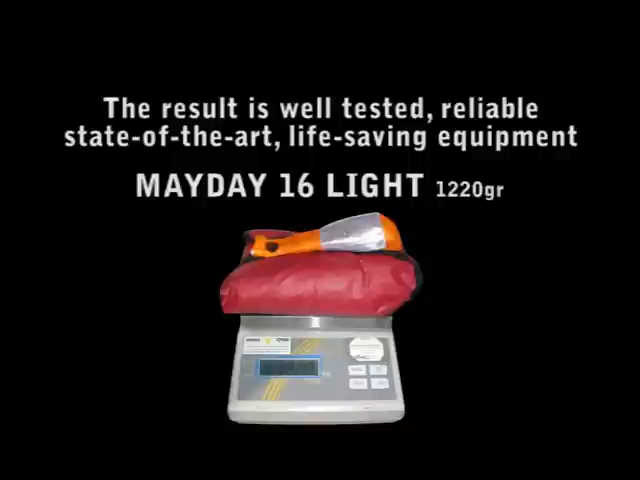 The result is well tested, reliable
state-of-the-art, life-saving equipment
MAYDAY 16 LIGHT 1220gr